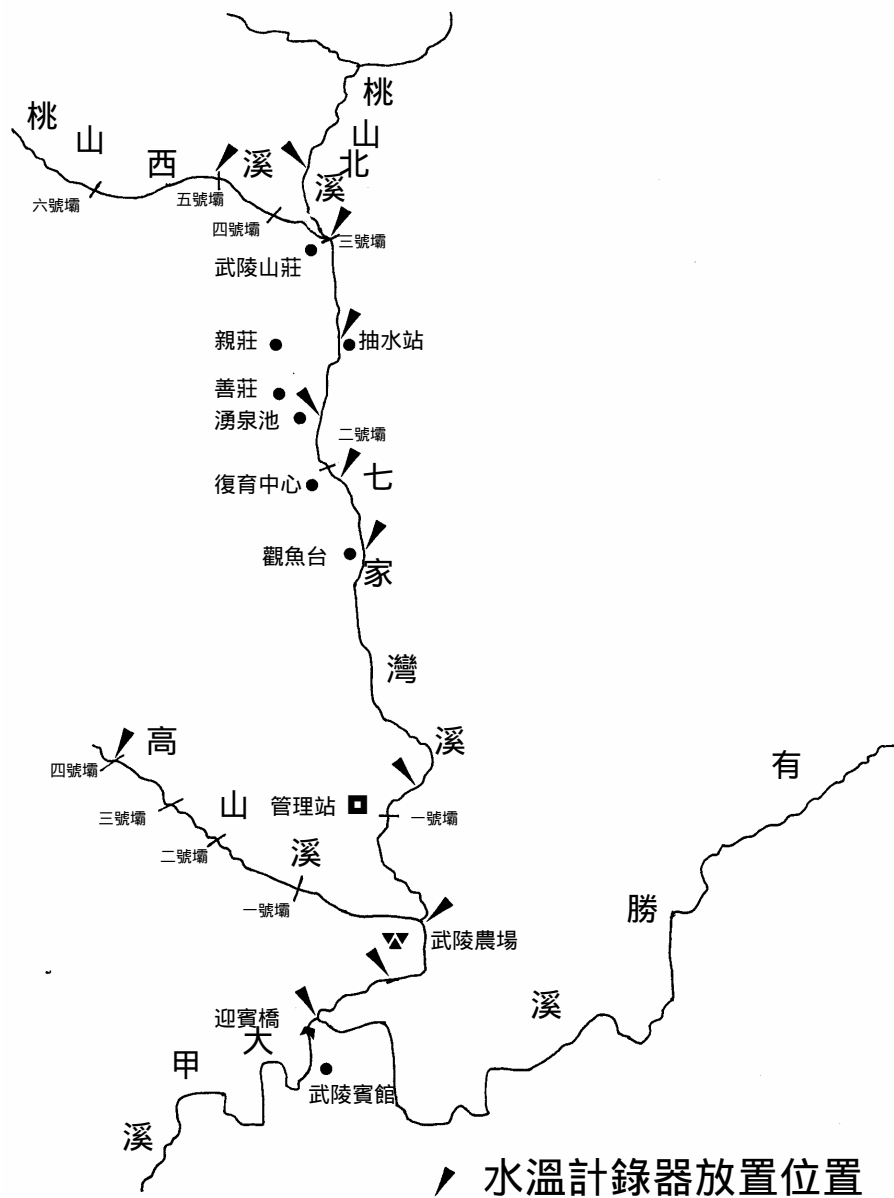 桃山西溪
桃山北溪
六號壩
五號壩
四號壩
三號壩
武陵山莊
親莊
抽水站
善莊
湧泉池
二號壩
復育中心
觀魚台
七家灣溪
高山溪
四號壩
三號壩
二號壩
一號壩
管理站
一號壩
有勝溪
武陵農場
迎賓橋
大甲溪
武陵賓館
水溫計錄器放置位置